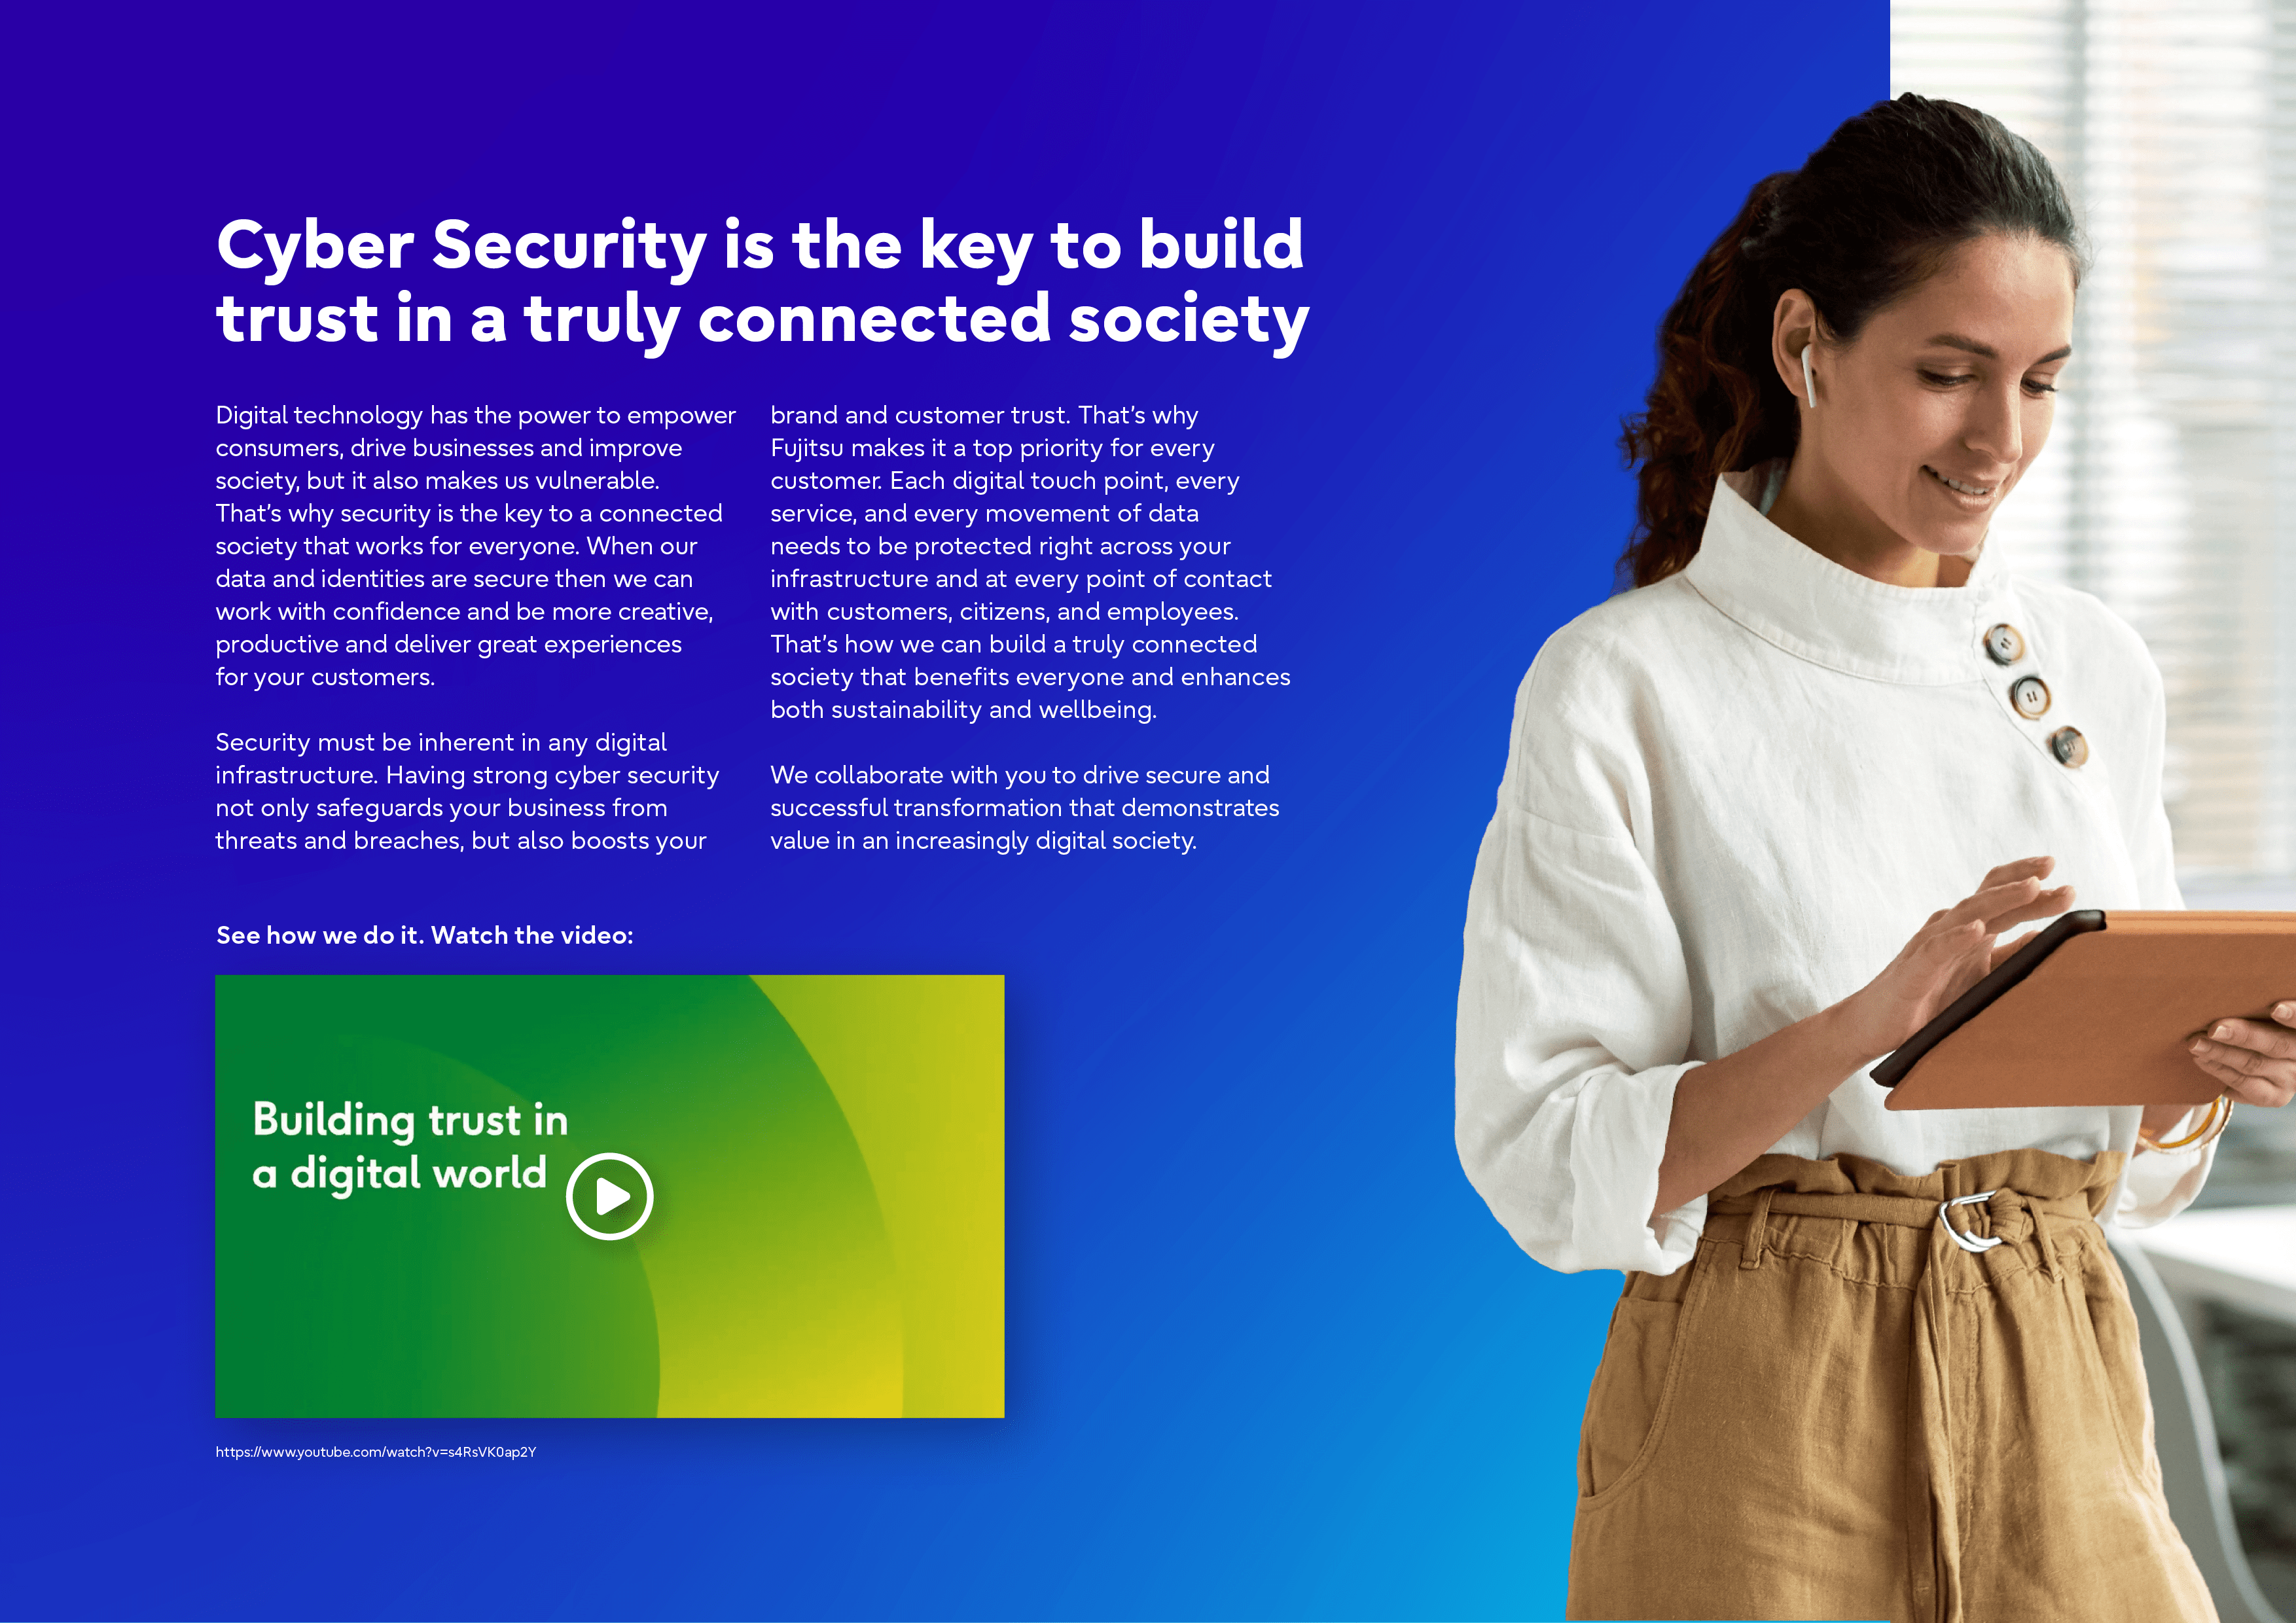 Cyber Security is the key to build
trust in a truly connected society
Digital technology has the power to empower
consumers, drive businesses and improve
society, but it also makes us vulnerable.
That's why security is the key to a connected
society that works for everyone. When our
data and identities are secure then we can
work with confidence and be more creative,
productive and deliver great experiences
for your customers.
Security must be inherent in any digital
infrastructure. Having strong cyber security
not only safeguards your business from
threats and breaches, but also boosts your
brand and customer trust. That's why
Fujitsu makes it a top priority for every
customer. Each digital touch point, every
service, and every movement of data
needs to be protected right across your
infrastructure and at every point of contact
with customers, citizens, and employees.
That's how we can build a truly connected
society that benefits everyone and enhances
both sustainability and wellbeing.
We collaborate with you to drive secure and
successful transformation that demonstrates
value in an increasingly digital society.
See how we do it. Watch the video:
Building trust in
a digital world
https://www.youtube.com/watch?v=s4RsVK0ap2Y